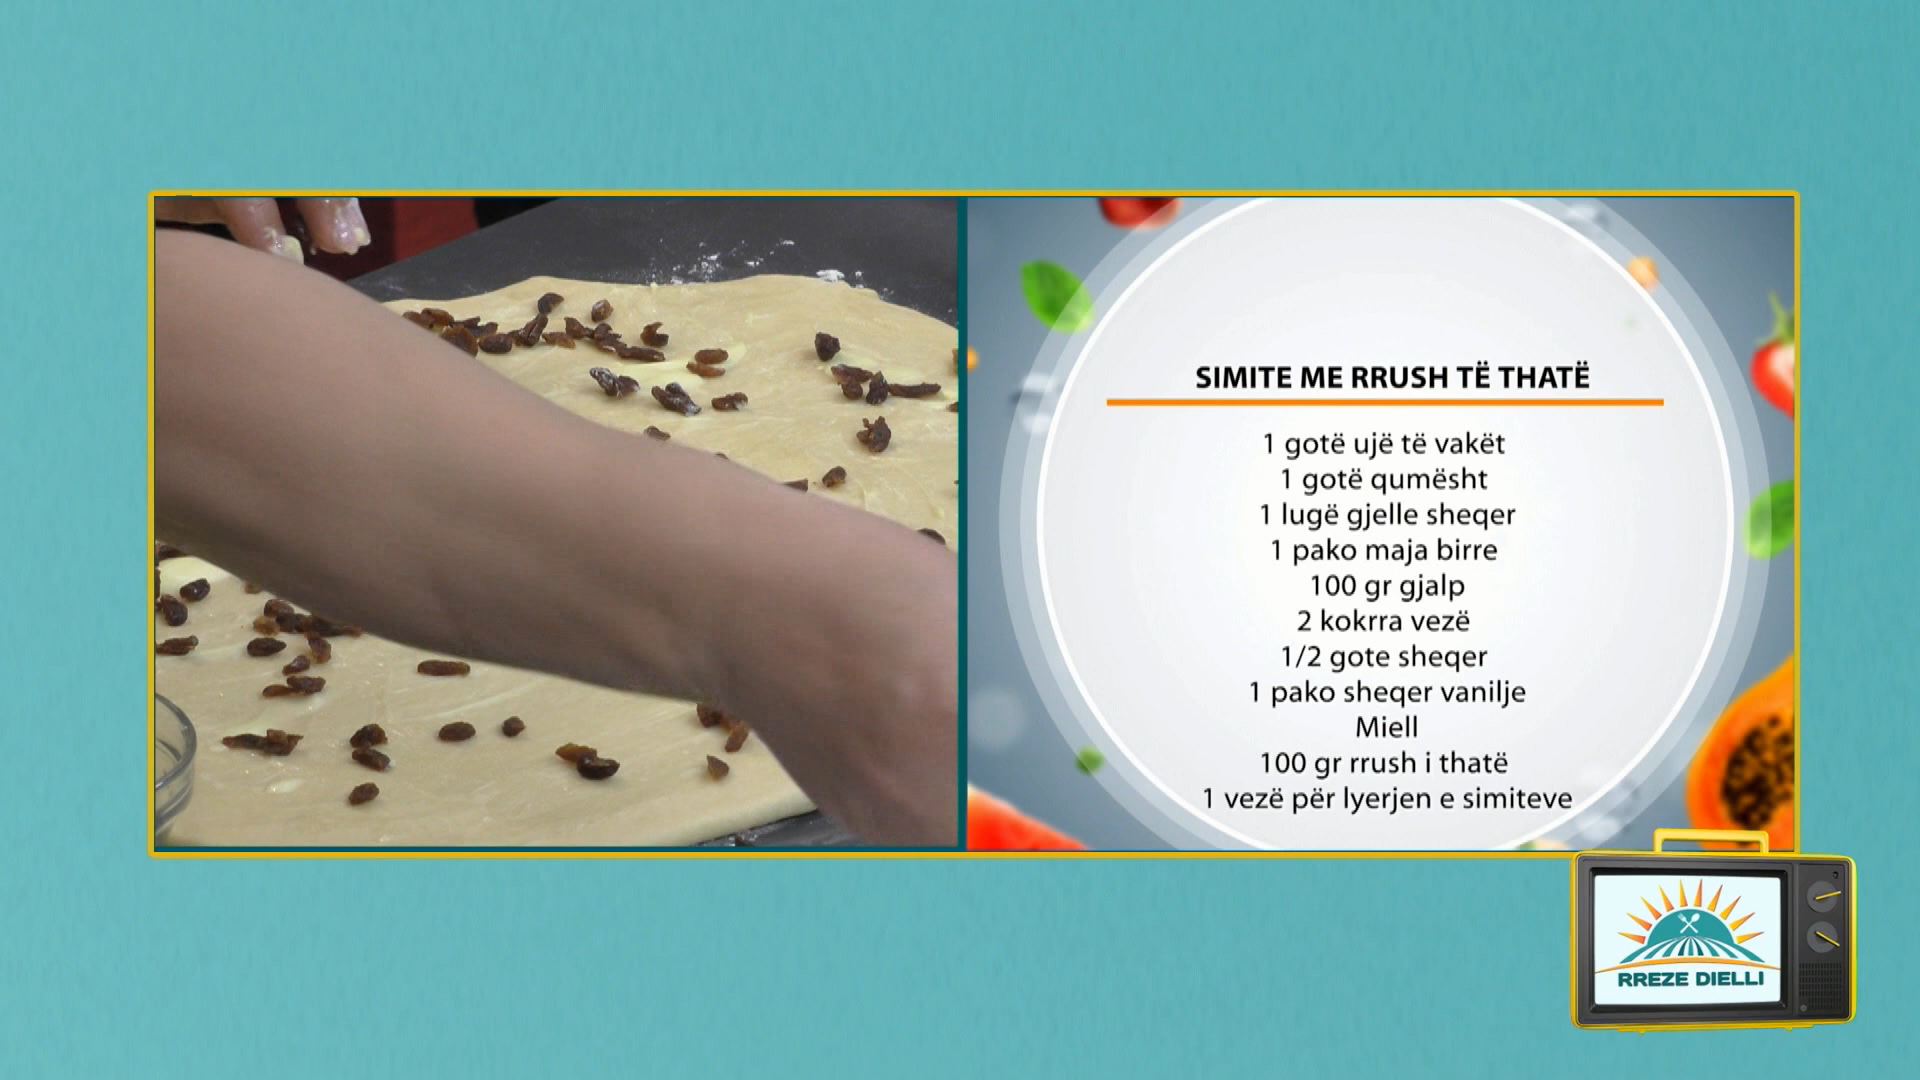 SIMITE ME RRUSH TË THATË
1 gotë ujë të vakët
1 gotë qumësht
1 lugë gjelle sheqer
1 pako maja birre
100 gr gjalp
2 kokrra vezë
1/2 gote sheqer
1 pako sheqer vanilje
Miell
100 gr rrush i thatë
1 vezë për lyerjen e simiteve
RREZE DIELLI